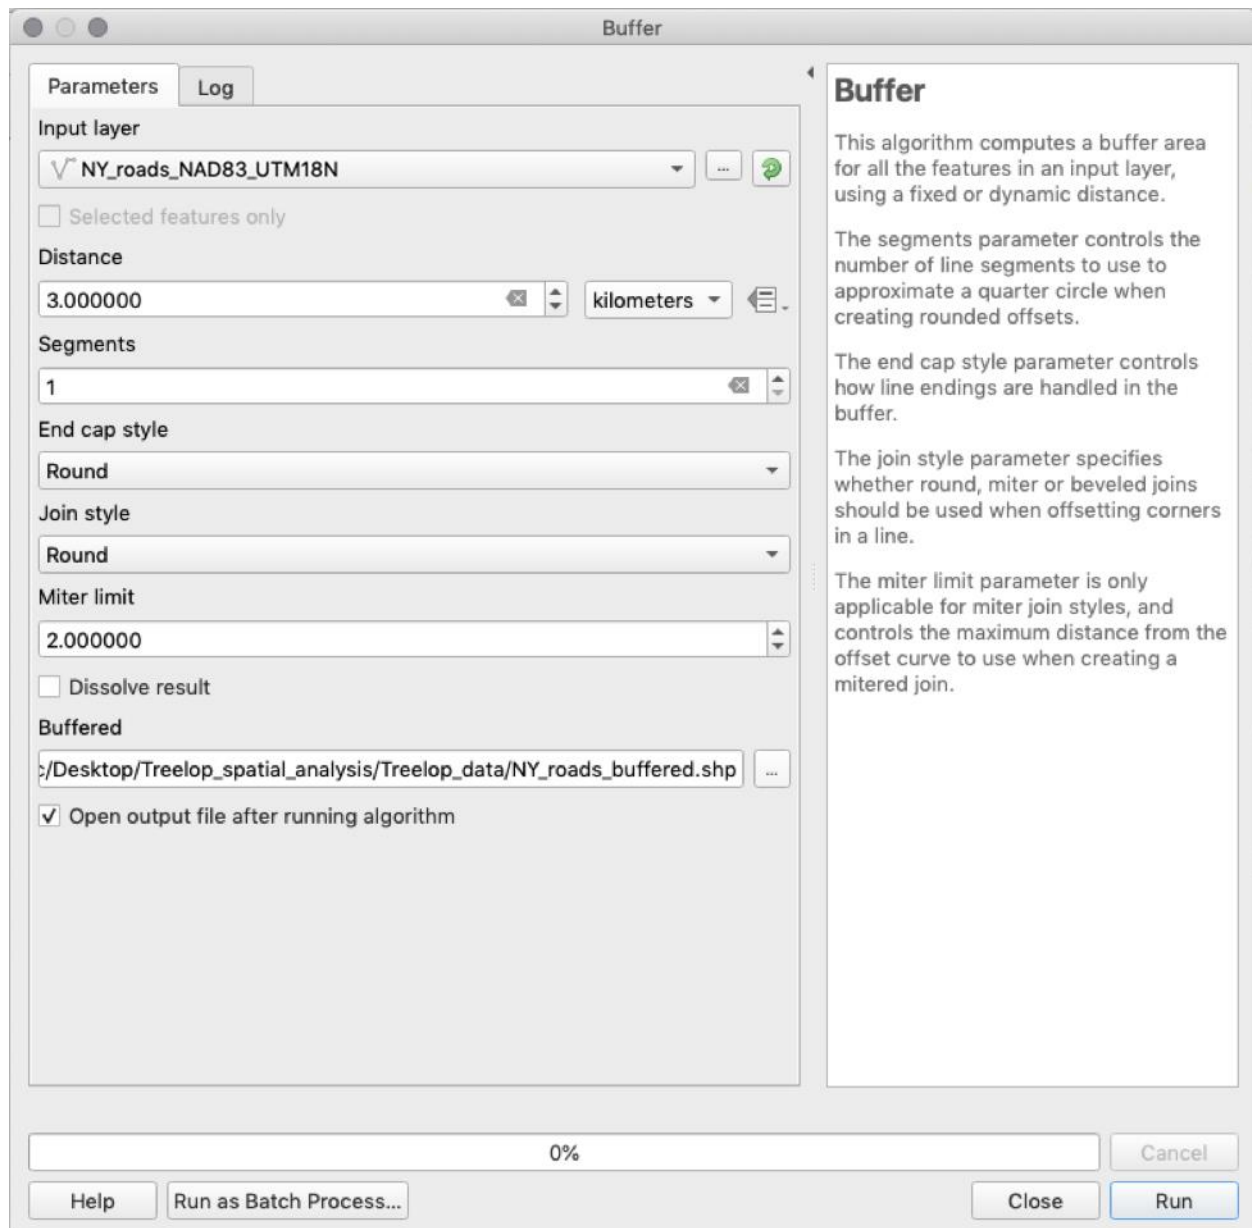 Buffer
Parameters
Log
Input layer
NY_roads_NAD83_UTM18N
...
Selected features only
Distance
3.000000
kilometers
Segments
1
End cap style
Round
Join style
Round
Miter limit
2.000000
Dissolve result
Buffered
:/Desktop/Treelop_spatial_analysis/Treelop_data/NY_roads_buffered.shp
...
Open output file after running algorithm
Buffer
This algorithm computes a buffer area
for all the features in an input layer,
using a fixed or dynamic distance.
The segments parameter controls the
number of line segments to use to
approximate a quarter circle when
creating rounded offsets.
The end cap style parameter controls
how line endings are handled in the
buffer.
The join style parameter specifies
whether round, miter or beveled joins
should be used when offsetting corners
in a line.
The miter limit parameter is only
applicable for miter join styles, and
controls the maximum distance from the
offset curve to use when creating a
mitered join.
0%
Cancel
Help
Run as Batch Process...
Close
Run